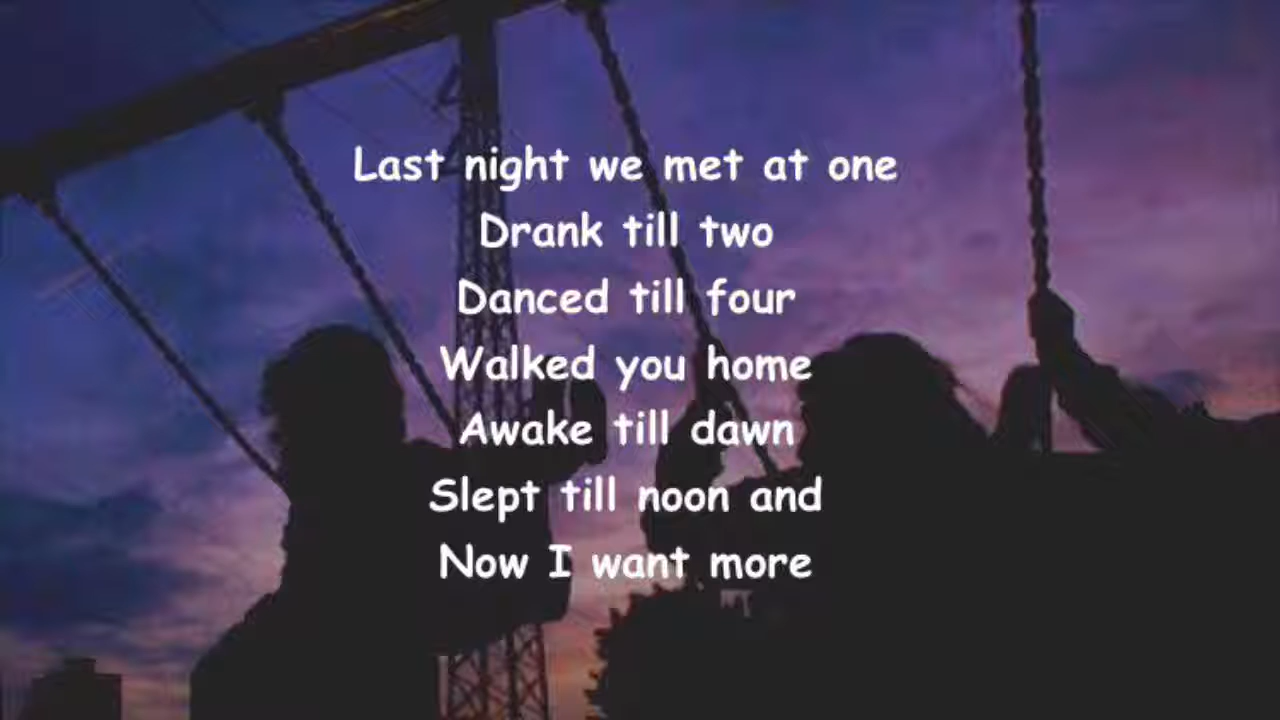 Last night we met at one
Drank till two
Danced till four
Walked you home
Awake till dawn
Slept till noon and
Now I want more